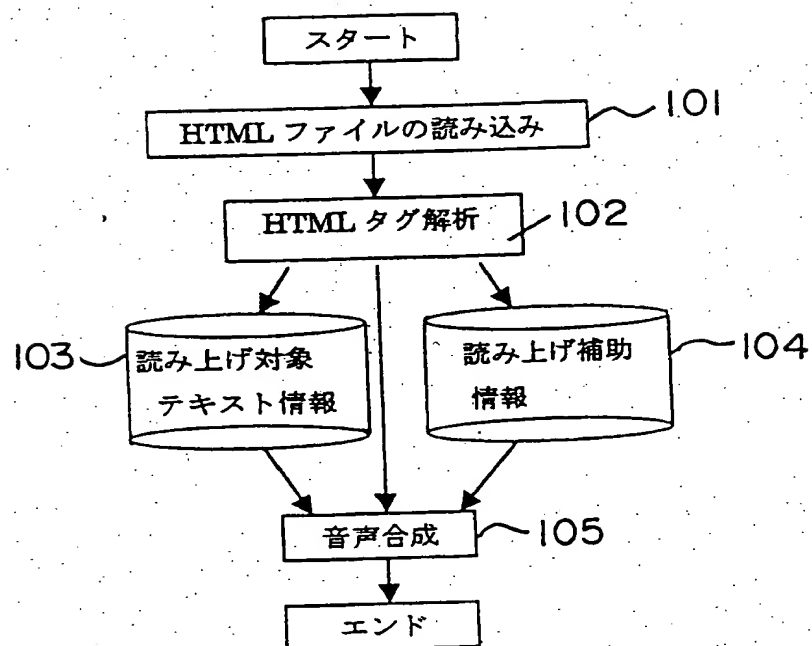 スタート
HTML ファイルの読み込み
101
HTML タグ解析
102
103
読み上げ対象
テキスト情報
読み上げ補助
情報
104
音声合成
105
エンド